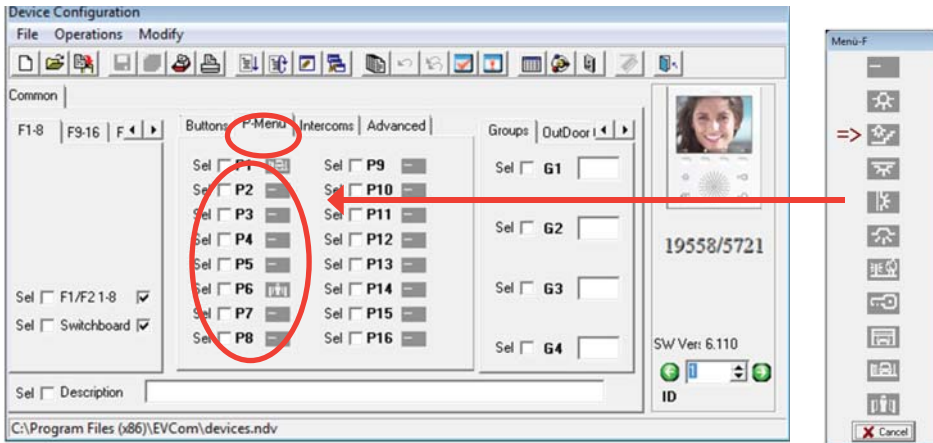 Device Configuration
File Operations Modify
Common
F1-8 F9-16 F
Buttons P-Menu Intercoms Advanced
Groups OutDoor
Sel P1 Sel P9
Sel P2 Sel P10
Sel P3 Sel P11
Sel P4 Sel P12
Sel P5 Sel P13
Sel P6 Sel P14
Sel P7 Sel P15
Sel P8 Sel P16
Sel G1
Sel G2
Sel G3
Sel G4
Sel F1/F2 1-8
Sel Switchboard
Sel Description
19558/5721
SW Ver: 6.110
1
ID
C:\Program Files (x86)\EVCom\devices.ndv
Menü-F
=>
Cancel